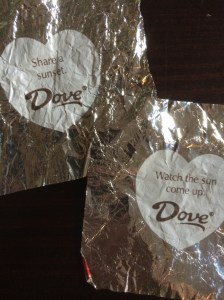 Share a
sunset.
Dove®
Watch the sun
come up.
Dove®